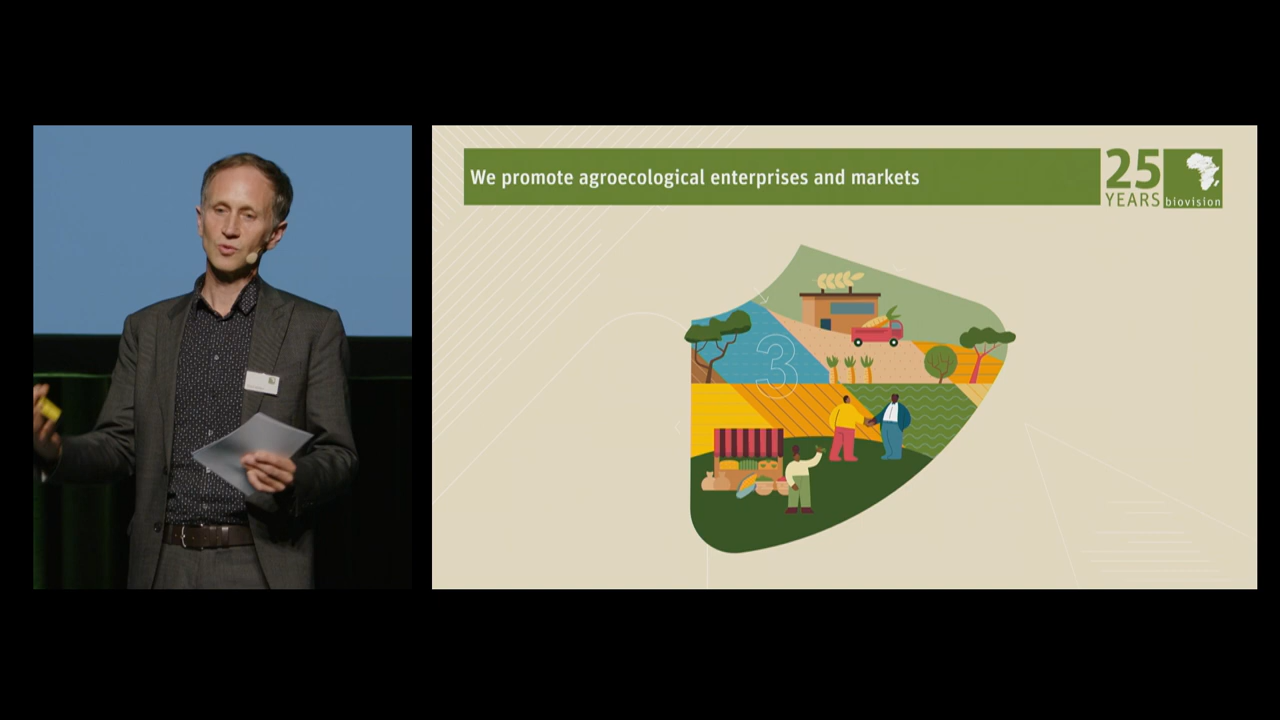 We promote agroecological enterprises and markets
25
YEARS
biovision
3